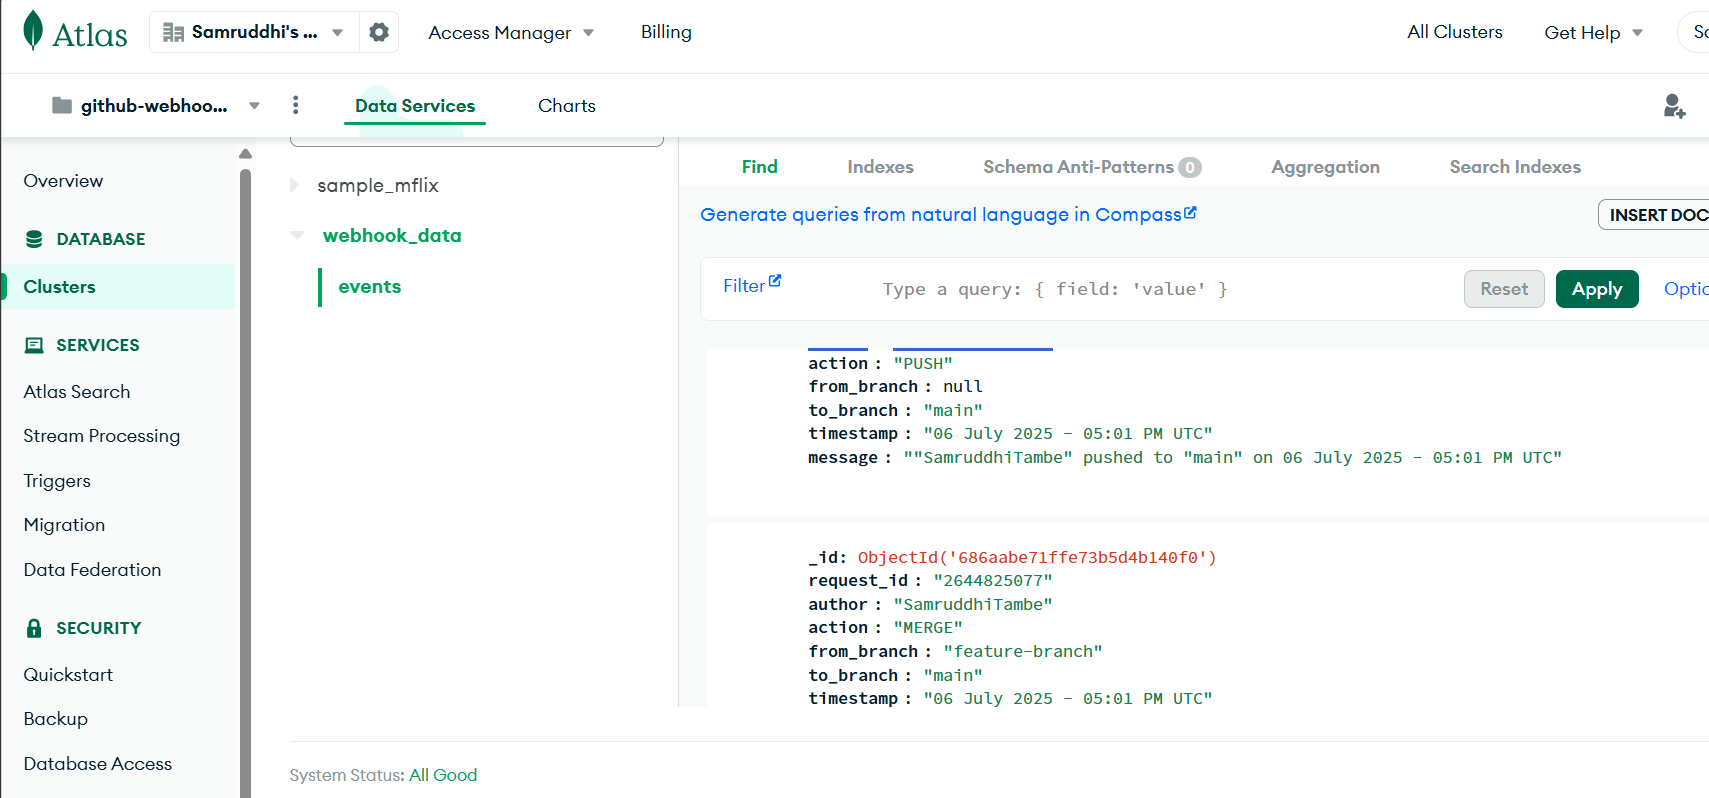 Atlas
Samruddhi's ...
Access Manager
Billing
All Clusters
Get Help
github-webhoo...
Data Services
Charts
Overview
DATABASE
Clusters
SERVICES
Atlas Search
Stream Processing
Triggers
Migration
Data Federation
SECURITY
Quickstart
Backup
Database Access
sample_mflix
webhook_data
events
Find
Indexes
Schema Anti-Patterns 0
Aggregation
Search Indexes
Generate queries from natural language in Compass
INSERT DOC
Filter
Type a query: { field: 'value' }
Reset
Apply
Optio
action : "PUSH"
from_branch : null
to_branch : "main"
timestamp : "06 July 2025 - 05:01 PM UTC"
message : ""SamruddhiTambe" pushed to "main" on 06 July 2025 - 05:01 PM UTC"
_id: ObjectId('686aabe71ffe73b5d4b140f0')
request_id : "2644825077"
author : "SamruddhiTambe"
action : "MERGE"
from_branch : "feature-branch"
to_branch : "main"
timestamp : "06 July 2025 - 05:01 PM UTC"
System Status: All Good